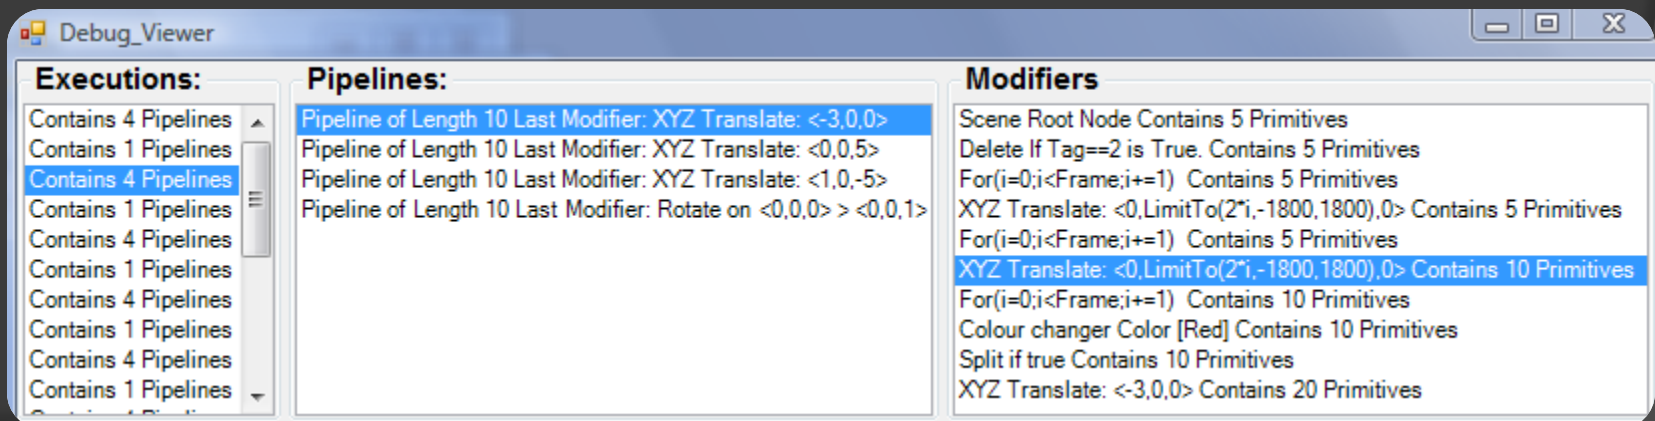 Debug_Viewer
Executions:
Contains 4 Pipelines
Contains 1 Pipelines
Contains 4 Pipelines
Contains 1 Pipelines
Contains 4 Pipelines
Contains 1 Pipelines
Contains 4 Pipelines
Contains 1 Pipelines
Contains 4 Pipelines
Contains 1 Pipelines
Pipelines:
Pipeline of Length 10 Last Modifier: XYZ Translate: <-3,0,0>
Pipeline of Length 10 Last Modifier: XYZ Translate: <0,0,5>
Pipeline of Length 10 Last Modifier: XYZ Translate: <1,0,-5>
Pipeline of Length 10 Last Modifier: Rotate on <0,0,0> > <0,0,1>
Modifiers
Scene Root Node Contains 5 Primitives
Delete If Tag==2 is True. Contains 5 Primitives
For(i=0;i<Frame;i+=1)  Contains 5 Primitives
XYZ Translate: <0,LimitTo(2*i,-1800,1800),0> Contains 5 Primitives
For(i=0;i<Frame;i+=1)  Contains 5 Primitives
XYZ Translate: <0,LimitTo(2*i,-1800,1800),0> Contains 10 Primitives
For(i=0;i<Frame;i+=1)  Contains 10 Primitives
Colour changer Color [Red] Contains 10 Primitives
Split if true Contains 10 Primitives
XYZ Translate: <-3,0,0> Contains 20 Primitives